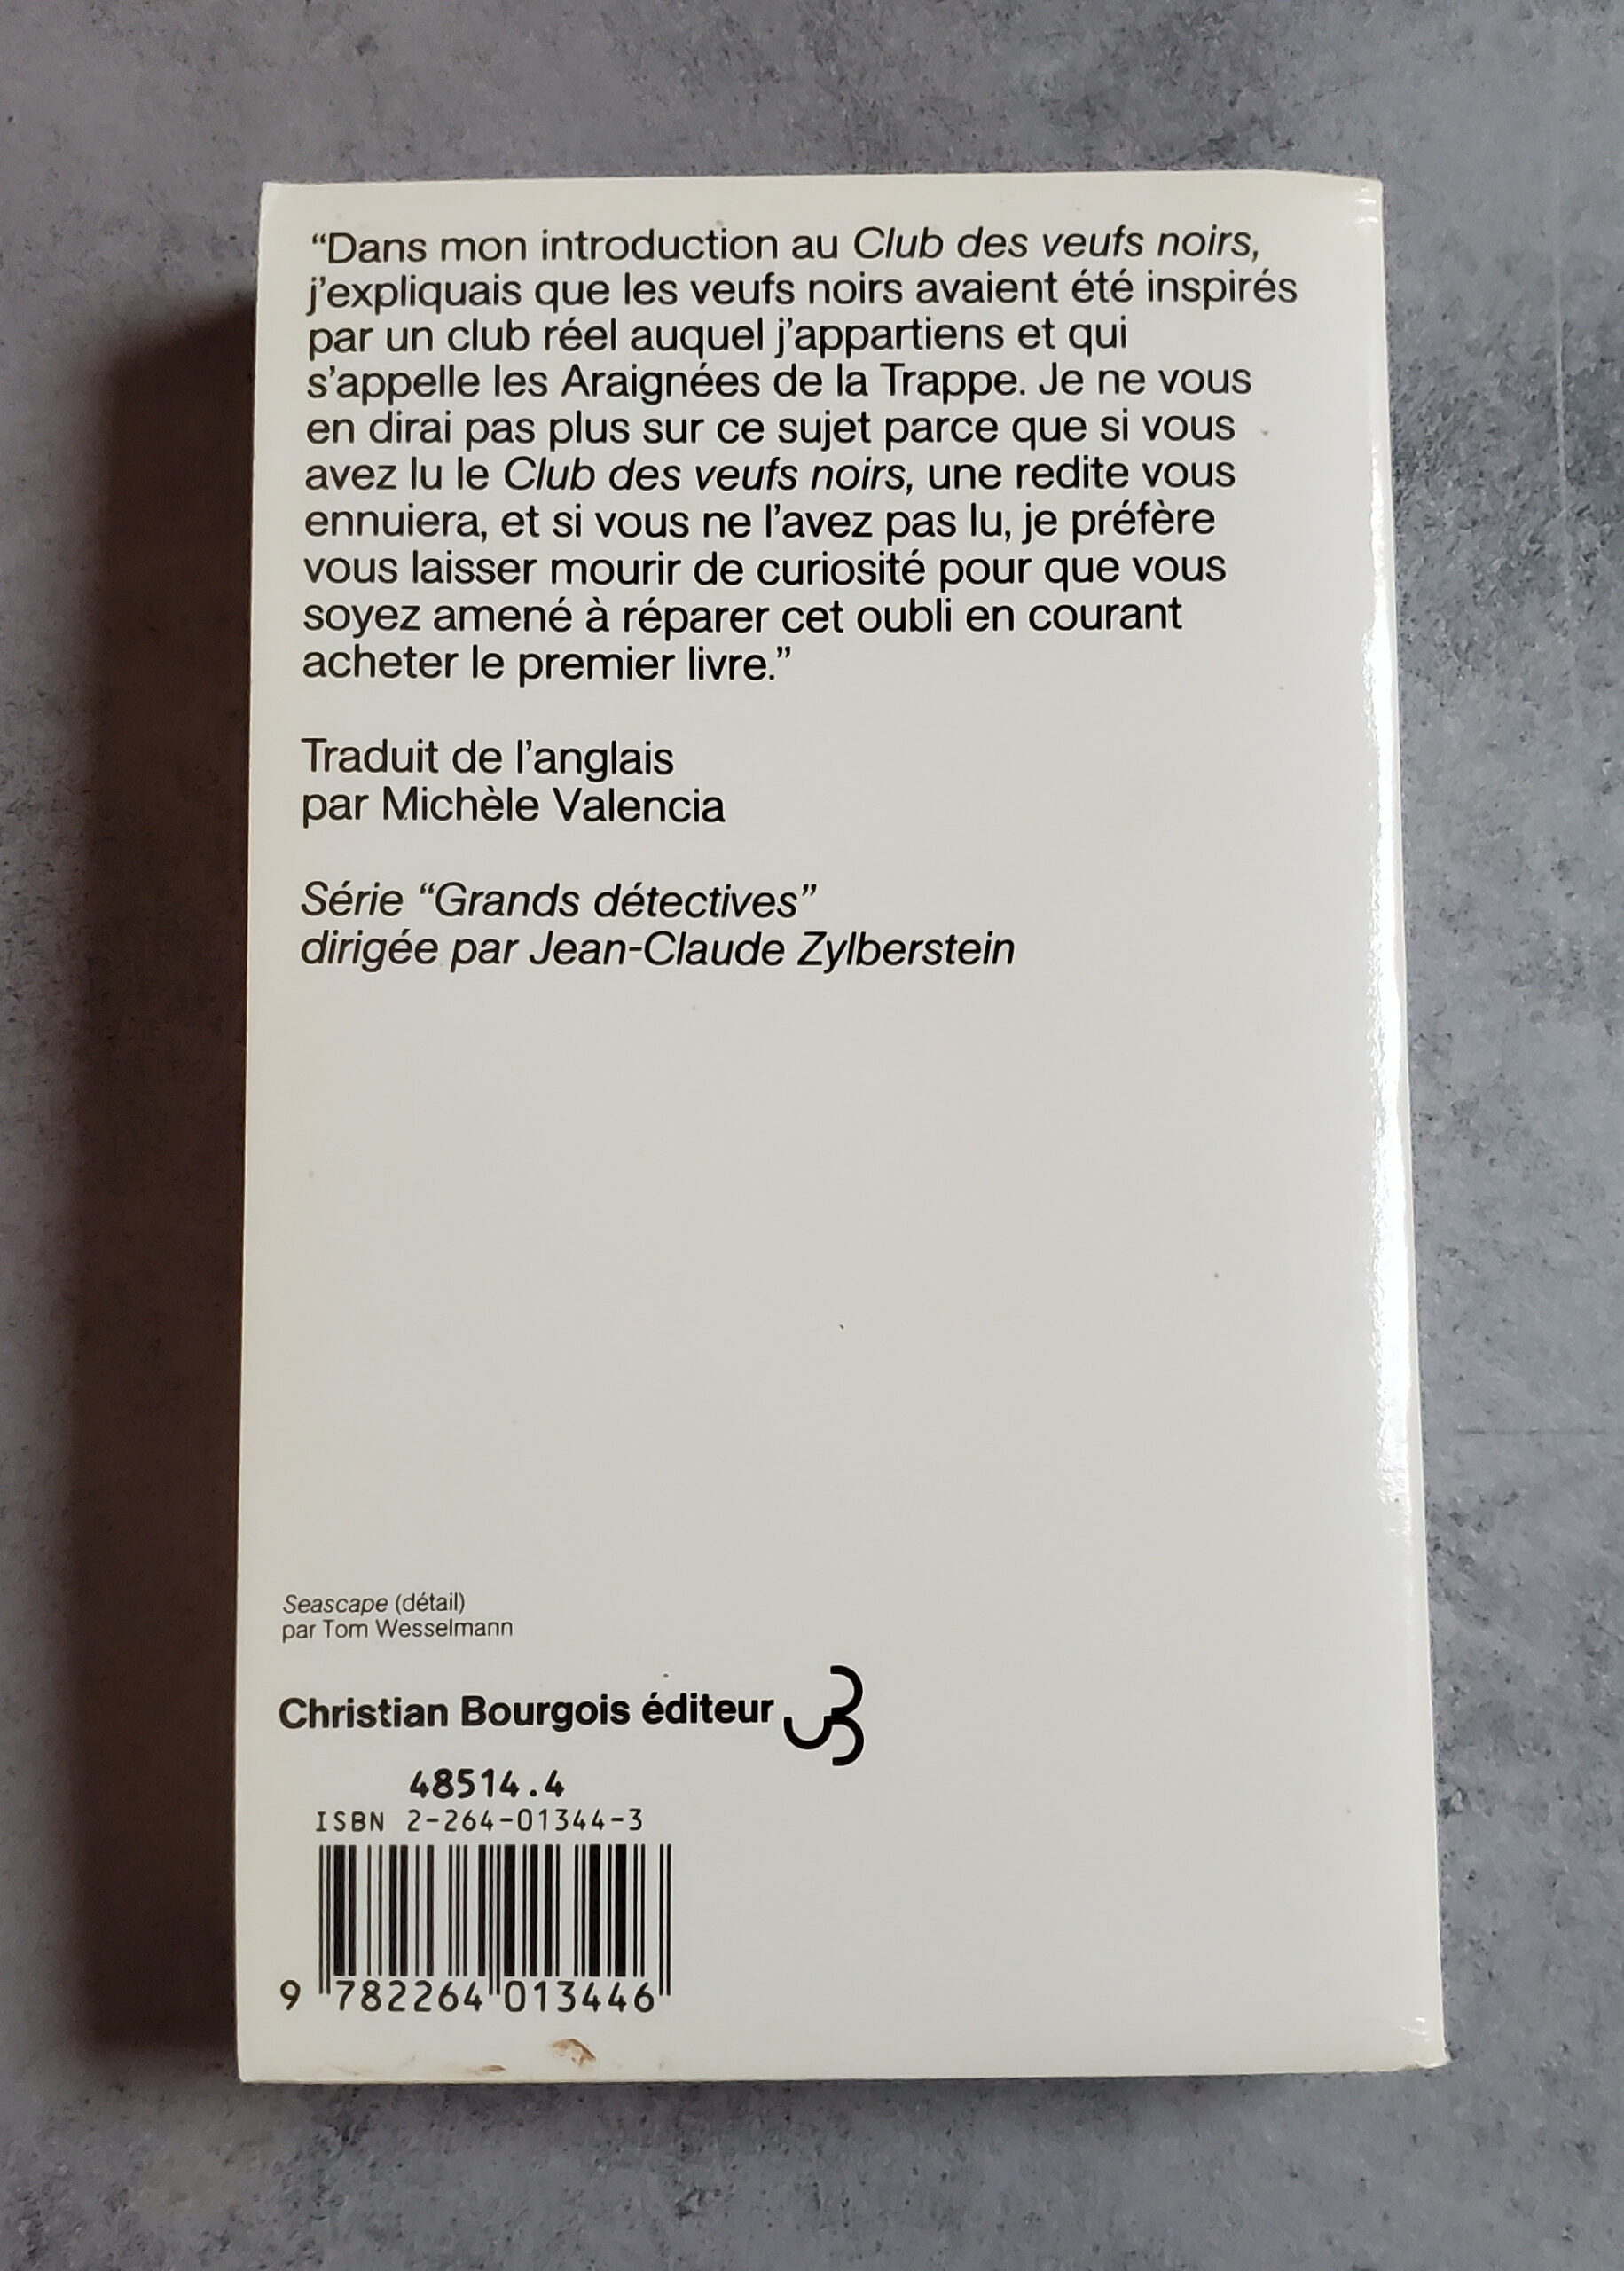 “Dans mon introduction au Club des veufs noirs,
j’expliquais que les veufs noirs avaient été inspirés
par un club réel auquel j’appartiens et qui
s’appelle les Araignées de la Trappe. Je ne vous
en dirai pas plus sur ce sujet parce que si vous
avez lu le Club des veufs noirs, une redite vous
ennuiera, et si vous ne l’avez pas lu, je préfère
vous laisser mourir de curiosité pour que vous
soyez amené à réparer cet oubli en courant
acheter le premier livre.”
Traduit de l’anglais
par Michèle Valencia
Série “Grands détectives”
dirigée par Jean-Claude Zylberstein
Seascape (détail)
par Tom Wesselmann
Christian Bourgois éditeur
48514.4
ISBN 2-264-01344-3
9 782264 013446